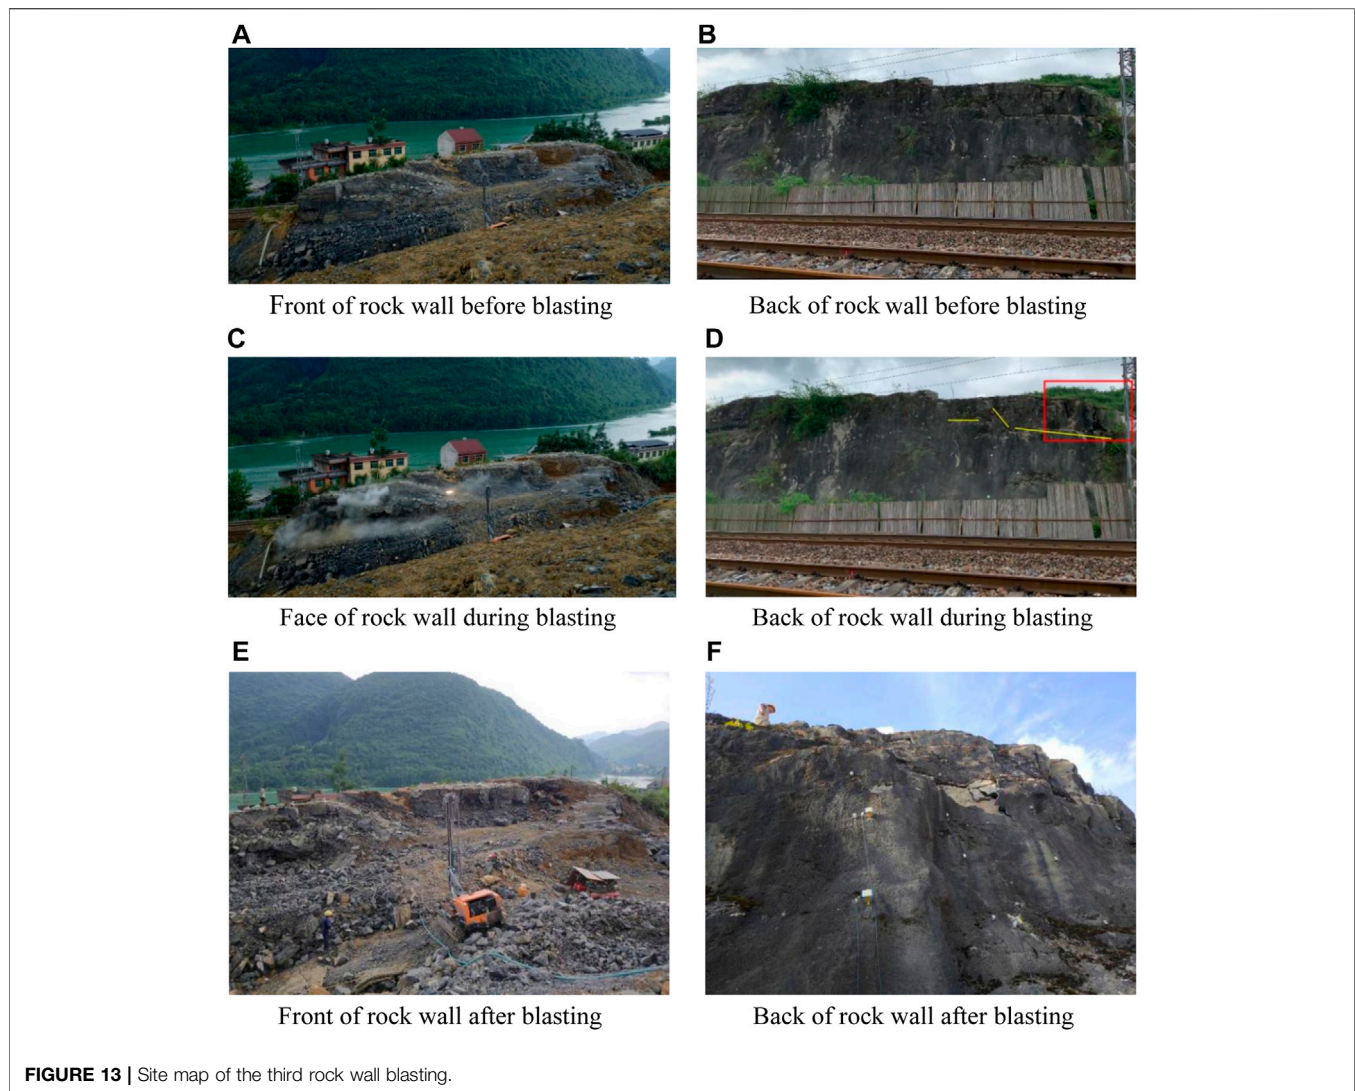 A
B
Front of rock wall before blasting
Back of rock wall before blasting
C
D
Face of rock wall during blasting
Back of rock wall during blasting
E
F
Front of rock wall after blasting
Back of rock wall after blasting
FIGURE 13 | Site map of the third rock wall blasting.